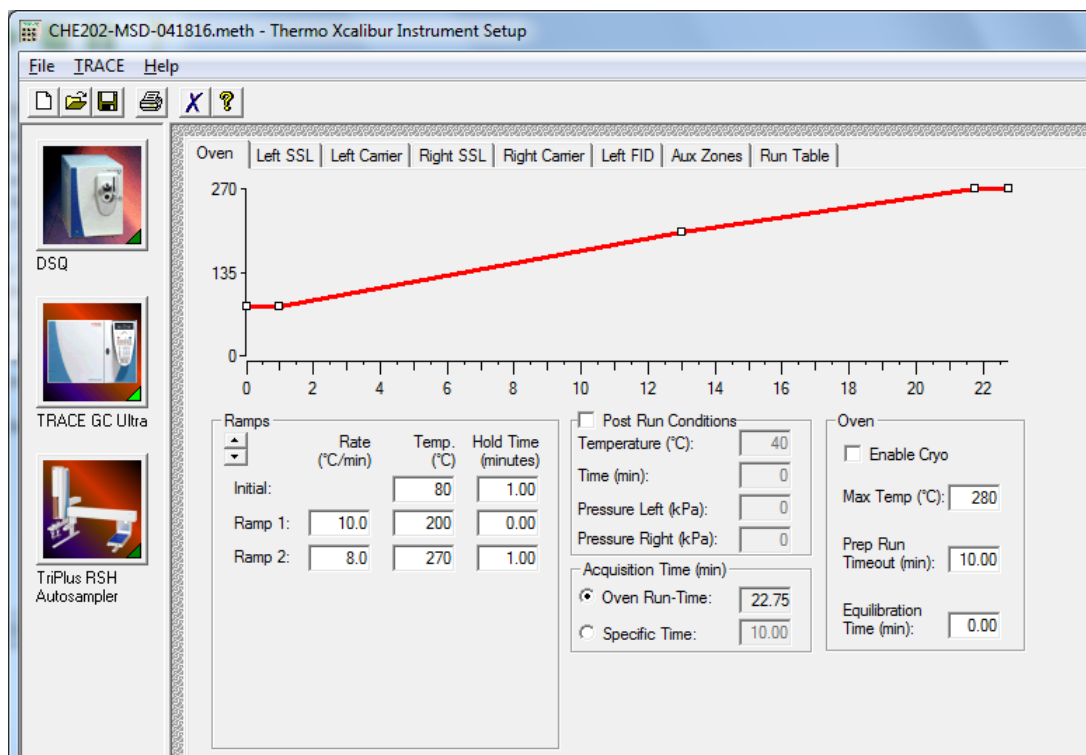 CHE202-MSD-041816.meth - Thermo Xcalibur Instrument Setup
File TRACE Help
DSQ
TRACE GC Ultra
TriPlus RSH
Autosampler
Oven Left SSL Left Carrier Right SSL Right Carrier Left FID Aux Zones Run Table
270
135
0
0 2 4 6 8 10 12 14 16 18 20 22
Ramps
Rate Temp. Hold Time
(°C/min) (°C) (minutes)
Initial: 80 1.00
Ramp 1: 10.0 200 0.00
Ramp 2: 8.0 270 1.00
Post Run Conditions
Temperature (°C): 40
Time (min): 0
Pressure Left (kPa): 0
Pressure Right (kPa): 0
Acquisition Time (min)
Oven Run-Time: 22.75
Specific Time: 10.00
Oven
Enable Cryo
Max Temp (°C): 280
Prep Run
Timeout (min): 10.00
Equilibration
Time (min): 0.00